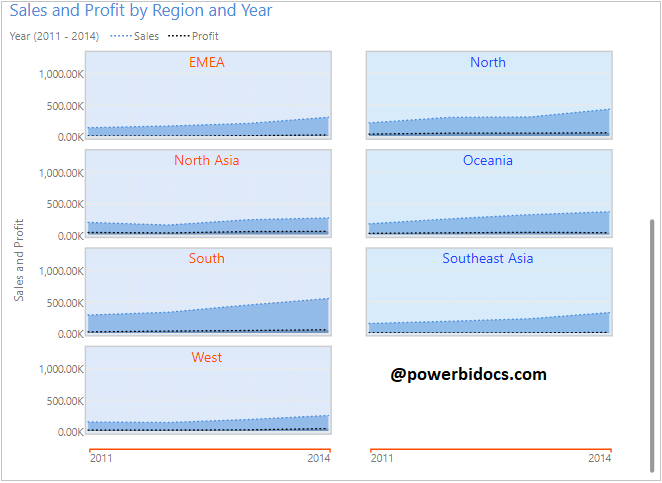 Sales and Profit by Region and Year
Year (2011 - 2014) Sales Profit
EMEA
North
1,000.00K
500.00K
0.00K
North Asia
Oceania
1,000.00K
500.00K
0.00K
South
Southeast Asia
1,000.00K
500.00K
0.00K
West
1,000.00K
500.00K
0.00K
Sales and Profit
@powerbidocs.com
2011 2014 2011 2014